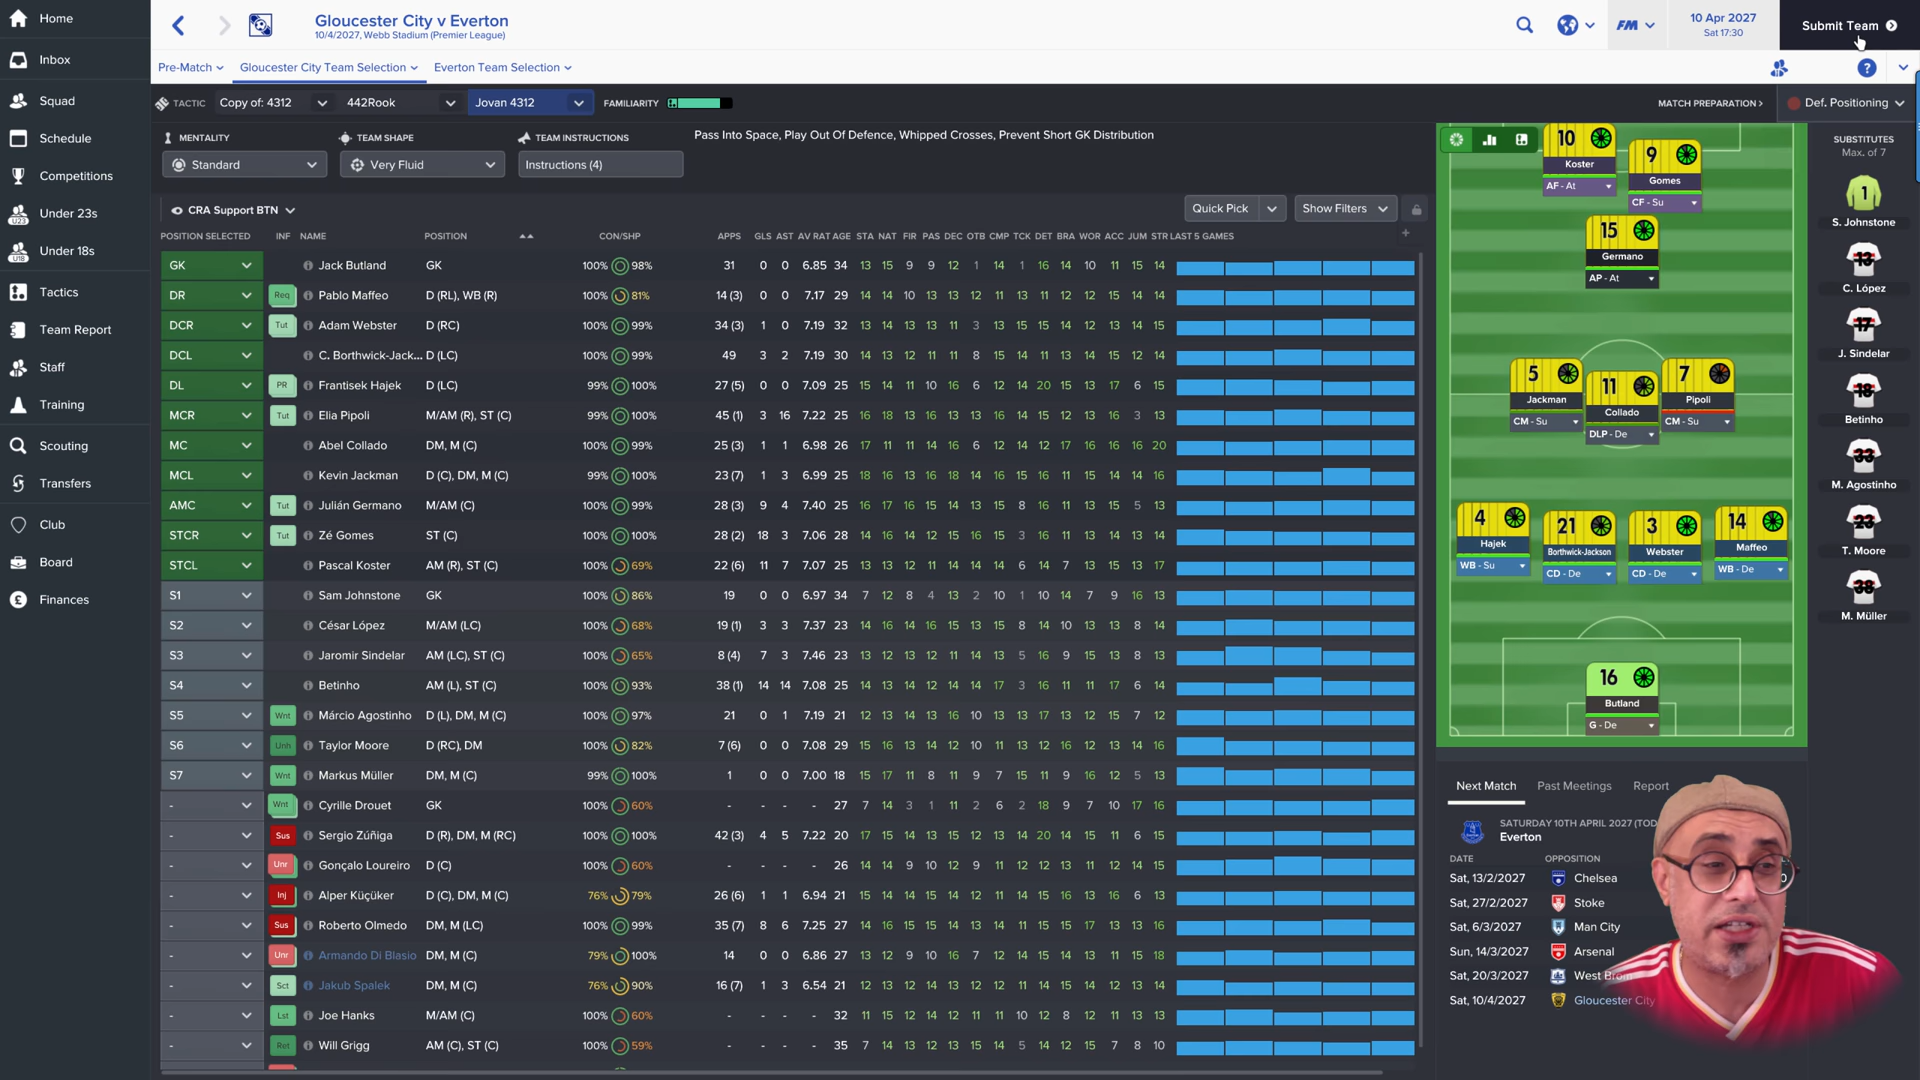 Home
Inbox
Squad
Schedule
Competitions
Under 23s
Under 18s
Tactics
Team Report
Staff
Training
Scouting
Transfers
Club
Board
Finances
Gloucester City v Everton
10/4/2027, Webb Stadium (Premier League)
FM
10 Apr 2027
Sat 17:30
Submit Team
Pre-Match
Gloucester City Team Selection
Everton Team Selection
TACTIC Copy of: 4312 442Rook Jovan 4312 FAMILIARITY
MATCH PREPARATION >
Def. Positioning
MENTALITY TEAM SHAPE TEAM INSTRUCTIONS
Pass Into Space, Play Out Of Defence, Whipped Crosses, Prevent Short GK Distribution
Standard Very Fluid Instructions (4)
CRA Support BTN
Quick Pick Show Filters
POSITION SELECTED INF NAME POSITION CON/SHP APPS GLS AST AV RAT AGE STA NAT FIR PAS DEC OTB CMP TCK DET BRA WOR ACC JUM STR LAST 5 GAMES
GK Jack Butland GK 100% 98% 31 0 0 6.85 34 13 15 9 9 12 1 14 1 16 14 10 11 15 14
DR Req Pablo Maffeo D (RL), WB (R) 100% 81% 14 (3) 0 0 7.17 29 14 14 10 13 13 12 11 13 11 12 12 15 14 14
DCR Tut Adam Webster D (RC) 100% 99% 34 (3) 1 0 7.19 32 13 14 13 13 11 3 13 15 15 14 12 13 14 15
DCL C. Borthwick-Jack... D (LC) 100% 99% 49 3 2 7.19 30 14 13 12 11 11 8 15 14 11 13 14 15 12 14
DL PR Frantisek Hajek D (LC) 99% 100% 27 (5) 0 0 7.09 25 15 14 11 10 16 6 12 14 20 15 13 17 6 15
MCR Tut Elia Pipoli M/AM (R), ST (C) 99% 100% 45 (1) 3 16 7.22 25 16 18 13 16 13 13 16 14 15 12 13 16 3 13
MC Abel Collado DM, M (C) 100% 99% 25 (3) 1 1 6.98 26 17 11 11 14 16 6 12 14 12 17 16 16 16 20
MCL Kevin Jackman D (C), DM, M (C) 99% 100% 23 (7) 1 3 6.99 25 18 16 13 16 18 14 13 16 16 11 15 14 14 16
AMC Tut Julián Germano M/AM (C) 100% 99% 28 (3) 9 4 7.40 25 16 17 16 15 14 13 15 8 16 11 13 15 5 13
STCR Tut Zé Gomes ST (C) 100% 100% 28 (2) 18 3 7.06 28 14 16 14 12 15 16 15 3 16 11 13 14 13 14
STCL Pascal Koster AM (R), ST (C) 100% 69% 22 (6) 11 7 7.07 25 13 13 12 11 14 14 14 6 14 7 13 15 13 17
S1 Sam Johnstone GK 100% 86% 19 0 0 6.97 34 7 12 8 4 13 2 10 1 10 14 7 9 16 13
S2 César López M/AM (LC) 100% 68% 19 (1) 3 3 7.37 23 14 16 14 16 15 13 15 8 14 10 13 13 8 14
S3 Jaromir Sindelar AM (LC), ST (C) 100% 65% 8 (4) 7 3 7.46 23 13 12 13 12 11 14 13 5 16 9 15 13 8 13
S4 Betinho AM (L), ST (C) 100% 93% 38 (1) 14 14 7.08 25 14 13 14 12 14 14 17 3 16 11 11 17 6 14
S5 Wnt Márcio Agostinho D (L), DM, M (C) 100% 97% 21 0 1 7.19 21 12 13 14 13 16 10 13 13 17 13 12 15 7 12
S6 Unh Taylor Moore D (RC), DM 100% 82% 7 (6) 0 0 7.08 29 15 16 13 14 12 10 11 13 12 16 12 13 14 16
S7 Wnt Markus Müller DM, M (C) 99% 100% 1 0 0 7.00 18 15 17 11 8 11 9 7 15 11 9 16 12 5 13
- Wnt Cyrille Drouet GK 100% 60% - - - - 27 7 14 3 1 11 2 6 2 18 9 7 10 17 16
- Sus Sergio Zúñiga D (R), DM, M (RC) 100% 100% 42 (3) 4 5 7.22 20 17 15 14 13 15 12 13 14 20 14 15 11 6 15
- Unr Gonçalo Loureiro D (C) 100% 60% - - - - 26 14 14 9 10 12 9 11 12 12 13 11 12 14 15
- Inj Alper Küçüker D (C), DM, M (C) 76% 79% 26 (6) 1 1 6.94 21 15 14 14 15 14 12 11 14 15 16 13 16 6 13
- Sus Roberto Olmedo DM, M (LC) 100% 99% 35 (7) 8 6 7.25 27 14 16 15 15 14 13 14 11 15 15 17 13 13 16
- Unr Armando Di Blasio DM, M (C) 79% 100% 14 0 0 6.86 27 13 12 9 10 16 7 12 14 14 13 11 15 15 18
- Sct Jakub Spalek DM, M (C) 76% 90% 16 (7) 1 3 6.54 21 12 13 12 14 13 12 12 11 14 15 14 12 13 14
- Lst Joe Hanks M/AM (C) 100% 60% - - - - 32 11 15 12 14 12 11 11 10 12 8 12 11 13 13
- Ret Will Grigg AM (C), ST (C) 100% 59% - - - - 35 7 14 13 12 13 15 14 5 14 12 15 7 8 10
10
Koster
AF - At
9
Gomes
CF - Su
15
Germano
AP - At
5
Jackman
CM - Su
11
Collado
DLP - De
7
Pipoli
CM - Su
4
Hajek
WB - Su
21
Borthwick-Jackson
CD - De
3
Webster
CD - De
14
Maffeo
WB - De
16
Butland
G - De
SUBSTITUTES
Max. of 7
1
S. Johnstone
13
C. López
17
J. Sindelar
18
Betinho
33
M. Agostinho
23
T. Moore
38
M. Müller
Next Match Past Meetings Report
SATURDAY 10TH APRIL 2027 (TOD
Everton
DATE OPPOSITION
Sat, 13/2/2027 Chelsea
Sat, 27/2/2027 Stoke
Sat, 6/3/2027 Man City
Sun, 14/3/2027 Arsenal
Sat, 20/3/2027 West Brom
Sat, 10/4/2027 Gloucester City